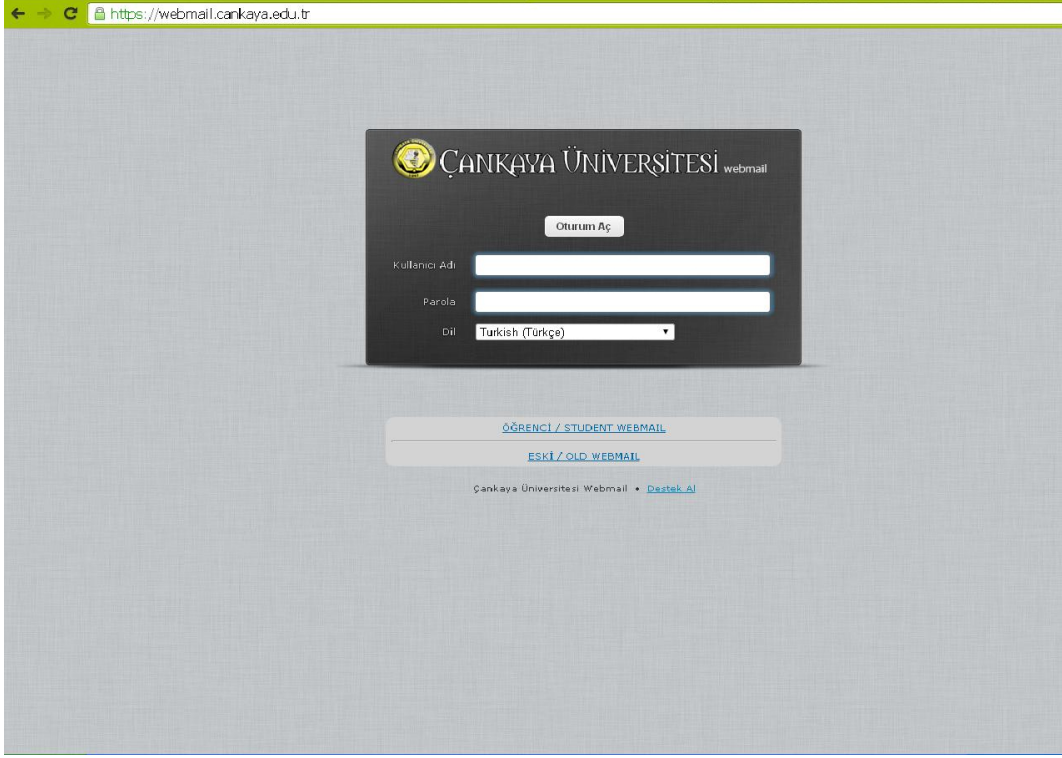 https://webmail.cankaya.edu.tr
ÇANKAYA ÜNİVERSİTESİ webmail
Oturum Aç
Kullanıcı Adı
Parola
Dil Turkish (Türkçe)
ÖĞRENCİ / STUDENT WEBMAIL
ESKİ / OLD WEBMAIL
Çankaya Üniversitesi Webmail • Destek Al